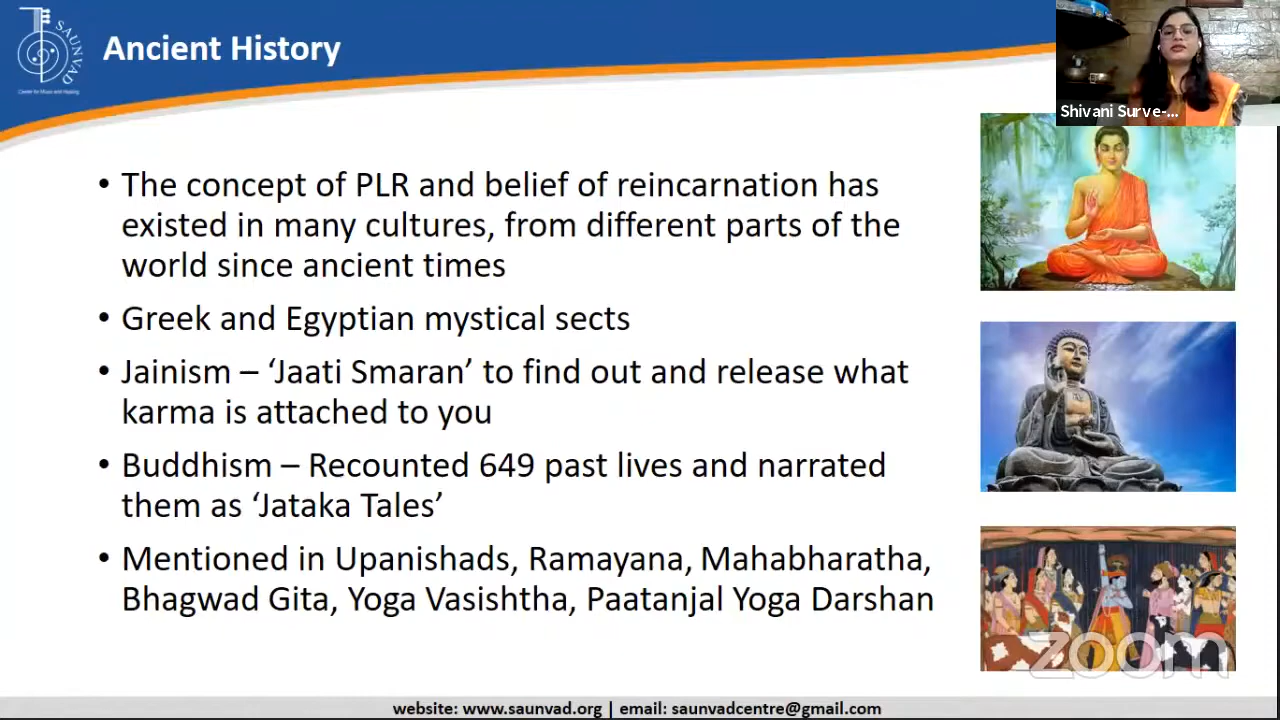 SAUNVAD
Center for Music and Healing
Ancient History
Shivani Surve-...
• The concept of PLR and belief of reincarnation has
existed in many cultures, from different parts of the
world since ancient times
• Greek and Egyptian mystical sects
• Jainism – ‘Jaati Smaran’ to find out and release what
karma is attached to you
• Buddhism – Recounted 649 past lives and narrated
them as ‘Jataka Tales’
• Mentioned in Upanishads, Ramayana, Mahabharatha,
Bhagwad Gita, Yoga Vasishtha, Paatanjal Yoga Darshan
zoom
website: www.saunvad.org | email: saunvadcentre@gmail.com